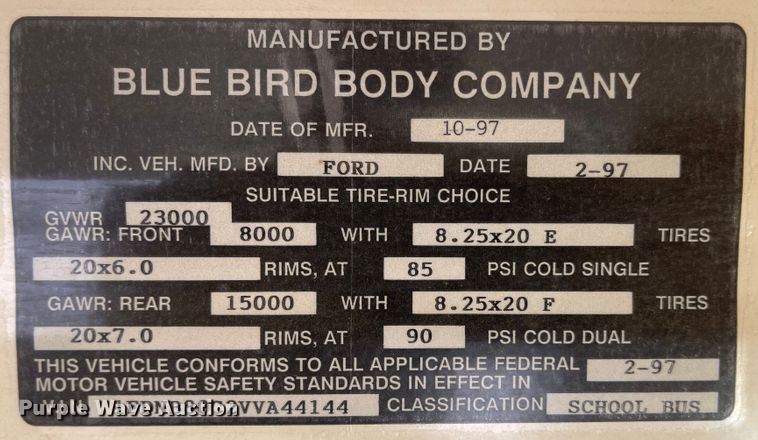 MANUFACTURED BY
BLUE BIRD BODY COMPANY
DATE OF MFR. 10-97
INC. VEH. MFD. BY FORD DATE 2-97
SUITABLE TIRE-RIM CHOICE
GVWR 23000
GAWR: FRONT 8000 WITH 8.25x20 E TIRES
20x6.0 RIMS, AT 85 PSI COLD SINGLE
GAWR: REAR 15000 WITH 8.25x20 F TIRES
20x7.0 RIMS, AT 90 PSI COLD DUAL
THIS VEHICLE CONFORMS TO ALL APPLICABLE FEDERAL 2-97
MOTOR VEHICLE SAFETY STANDARDS IN EFFECT IN
CLASSIFICATION SCHOOL BUS
Purple Wave Auction